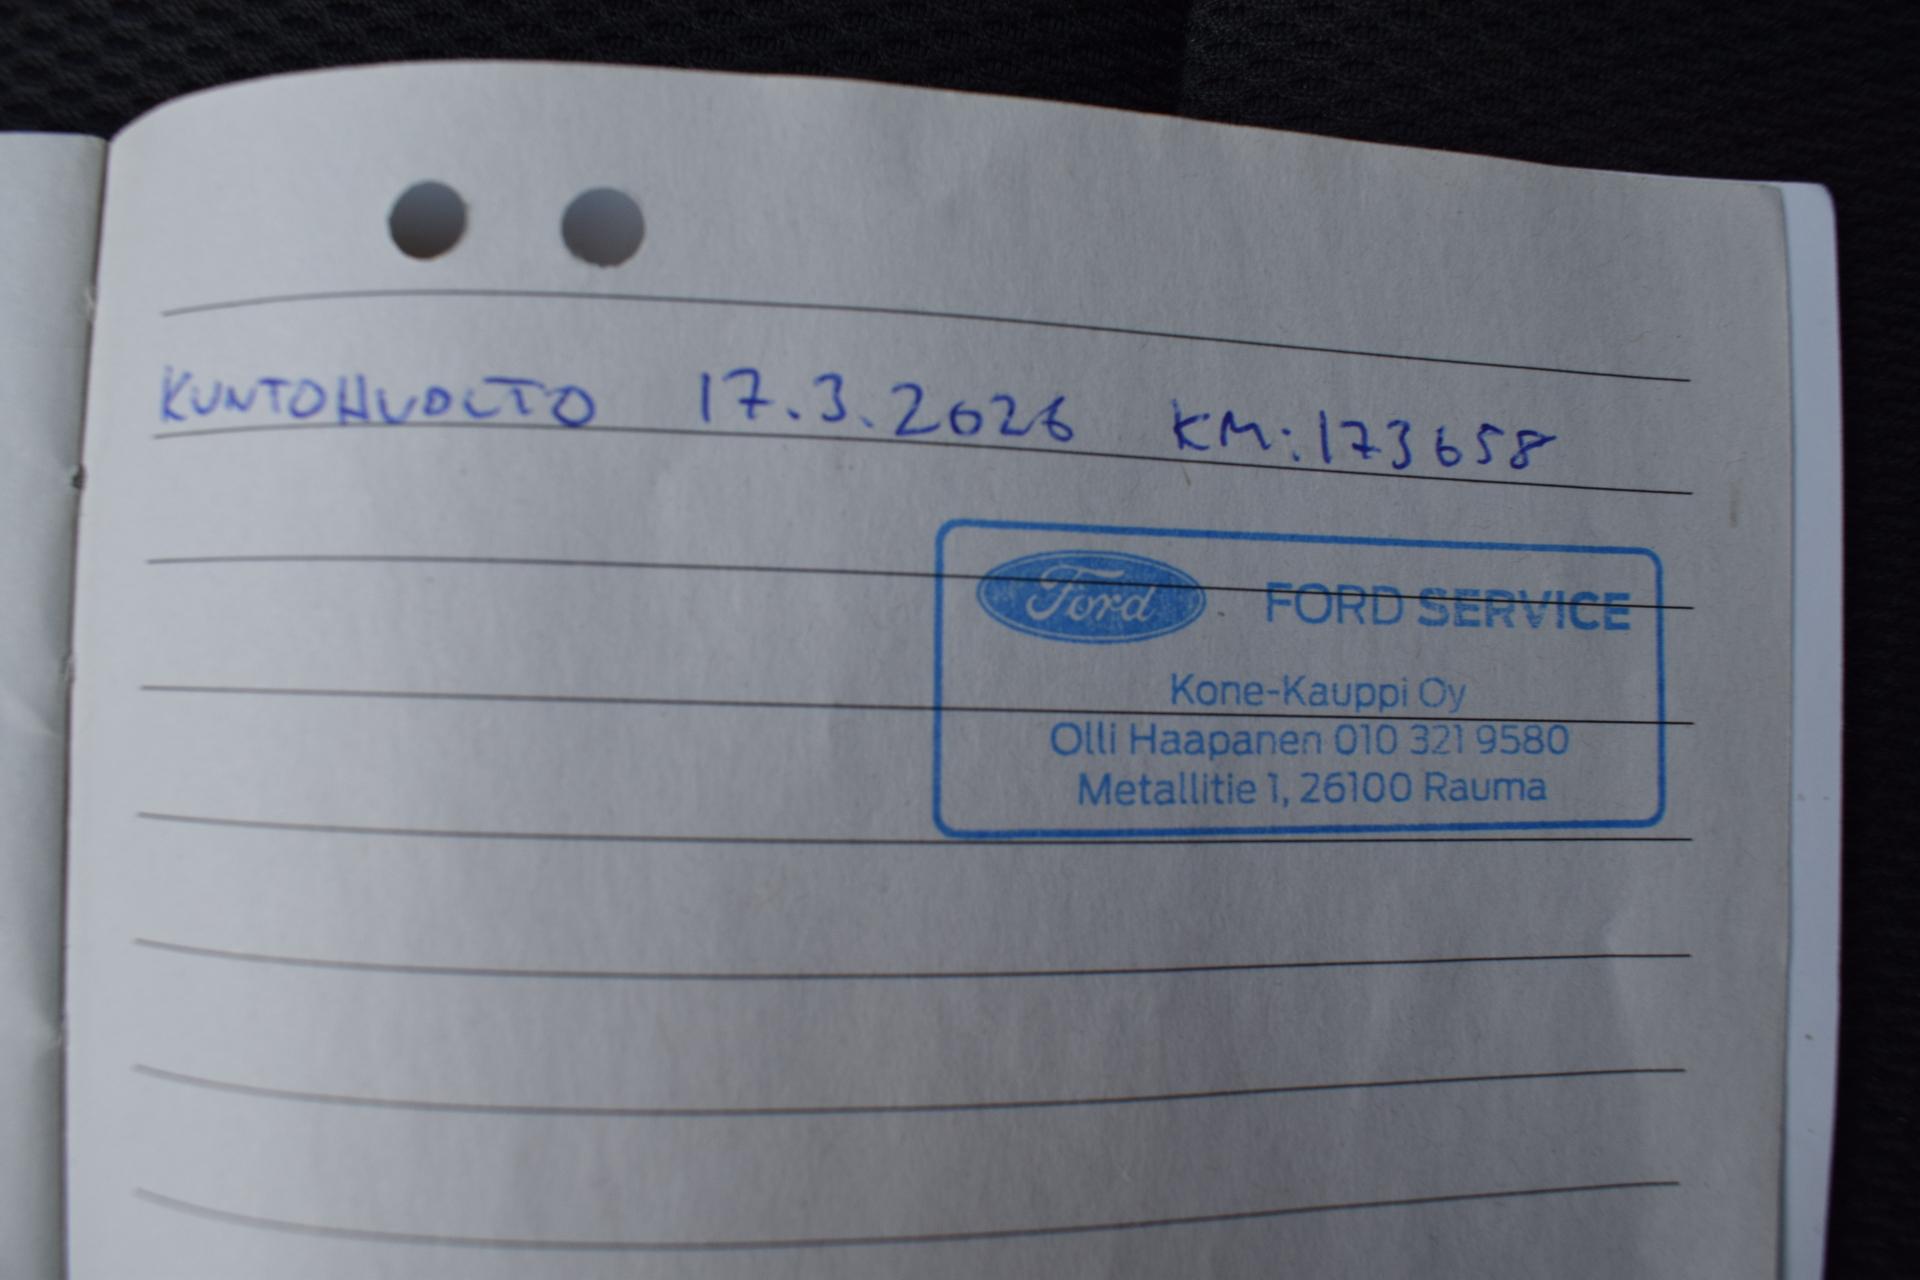 KUNTOHUOLTO 17.3.2026 KM: 173658
Ford FORD SERVICE
Kone-Kauppi Oy
Olli Haapanen 010 321 9580
Metallitie 1, 26100 Rauma